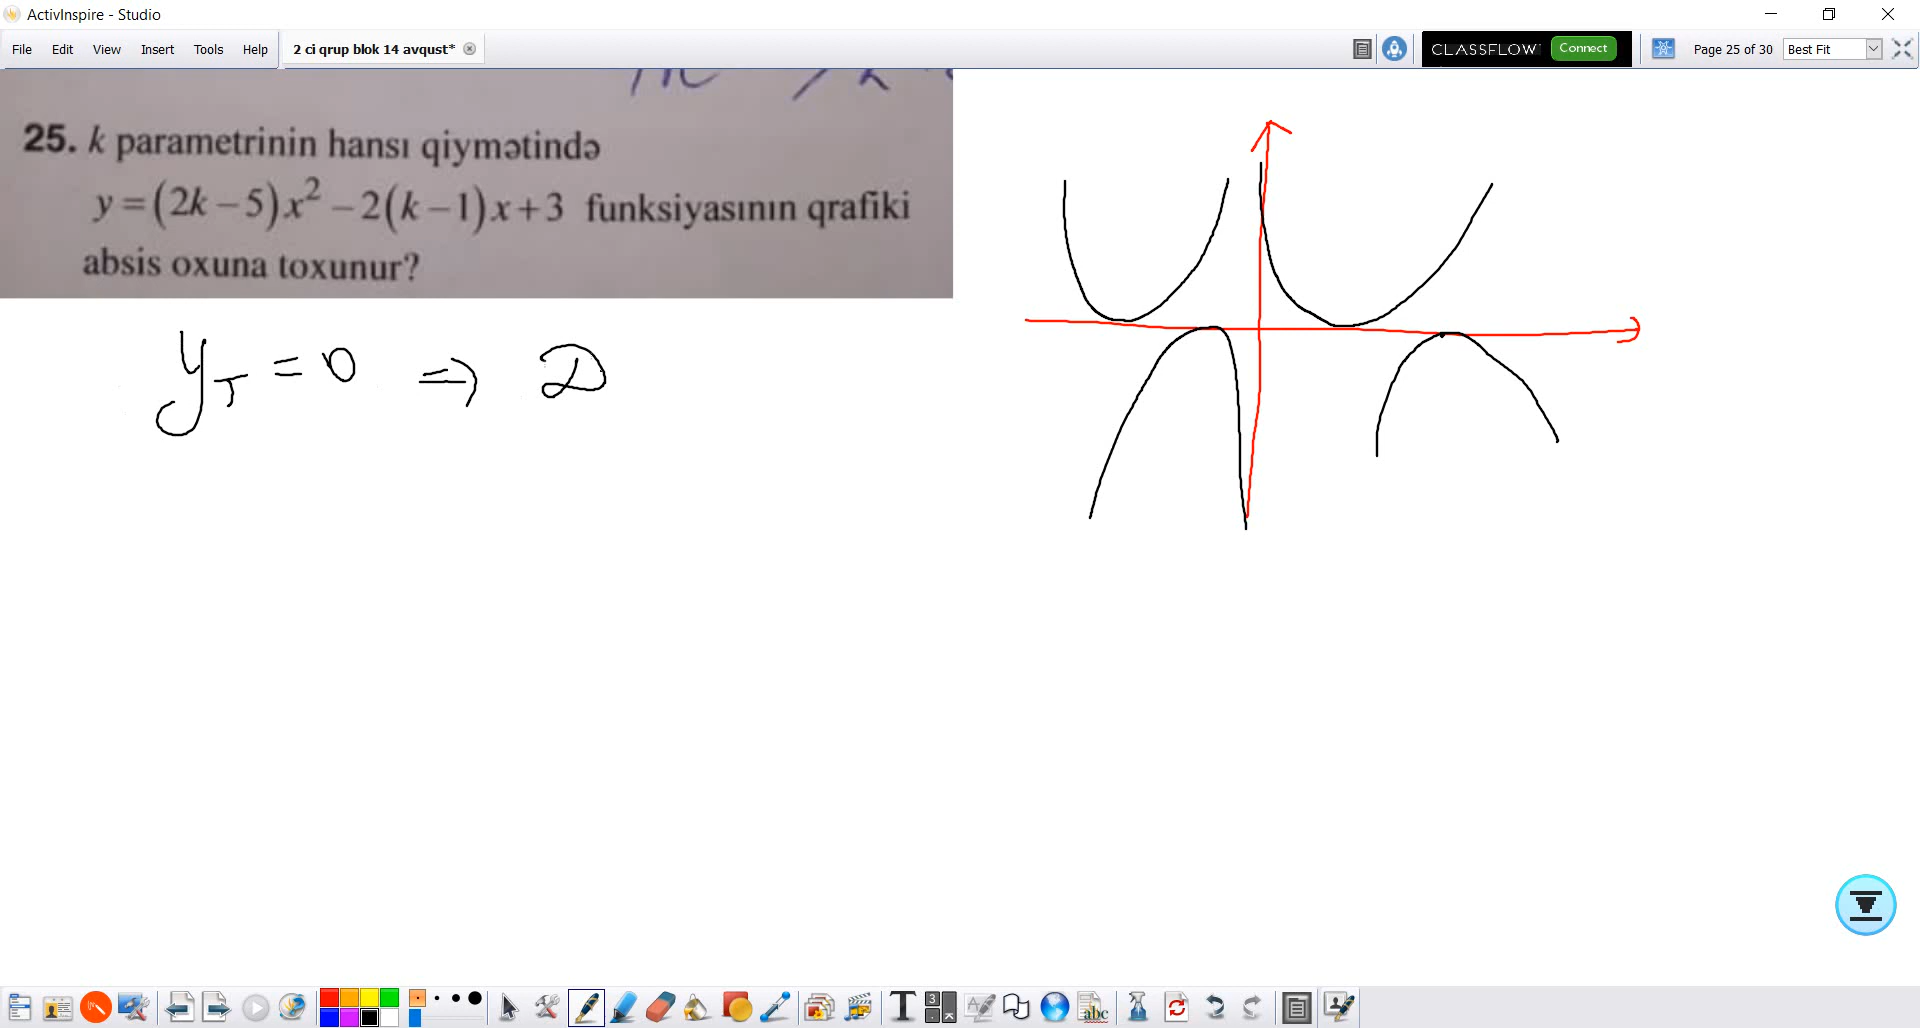 ActivInspire - Studio
File Edit View Insert Tools Help 2 ci qrup blok 14 avqust* CLASSFLOW Connect Page 25 of 30 Best Fit
25. k parametrinin hansı qiymətində
y=(2k-5)x²-2(k-1)x+3 funksiyasının qrafiki
absis oxuna toxunur?
y_T = 0 ⇒ D
T 3 abc